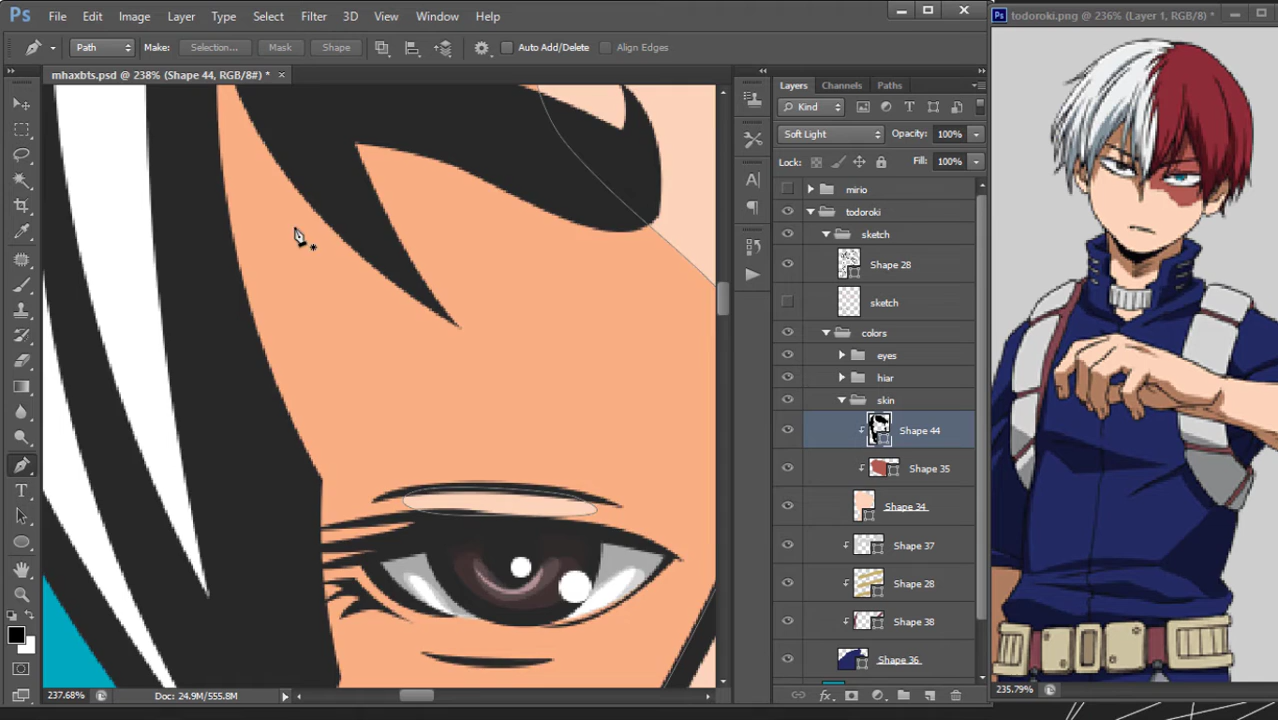 Ps File Edit Image Layer Type Select Filter 3D View Window Help
Path Make: Selection... Mask Shape Auto Add/Delete Align Edges
mhaxbts.psd @ 238% (Shape 44, RGB/8#) *
Ps todoroki.png @ 236% (Layer 1, RGB/8) *
Layers Channels Paths
Kind
Soft Light Opacity: 100%
Lock: Fill: 100%
mirio
todoroki
sketch
Shape 28
sketch
colors
eyes
hiar
skin
Shape 44
Shape 35
Shape 34
Shape 37
Shape 28
Shape 38
Shape 36
237.68% Doc: 24.9M/555.8M
fx
235.79%